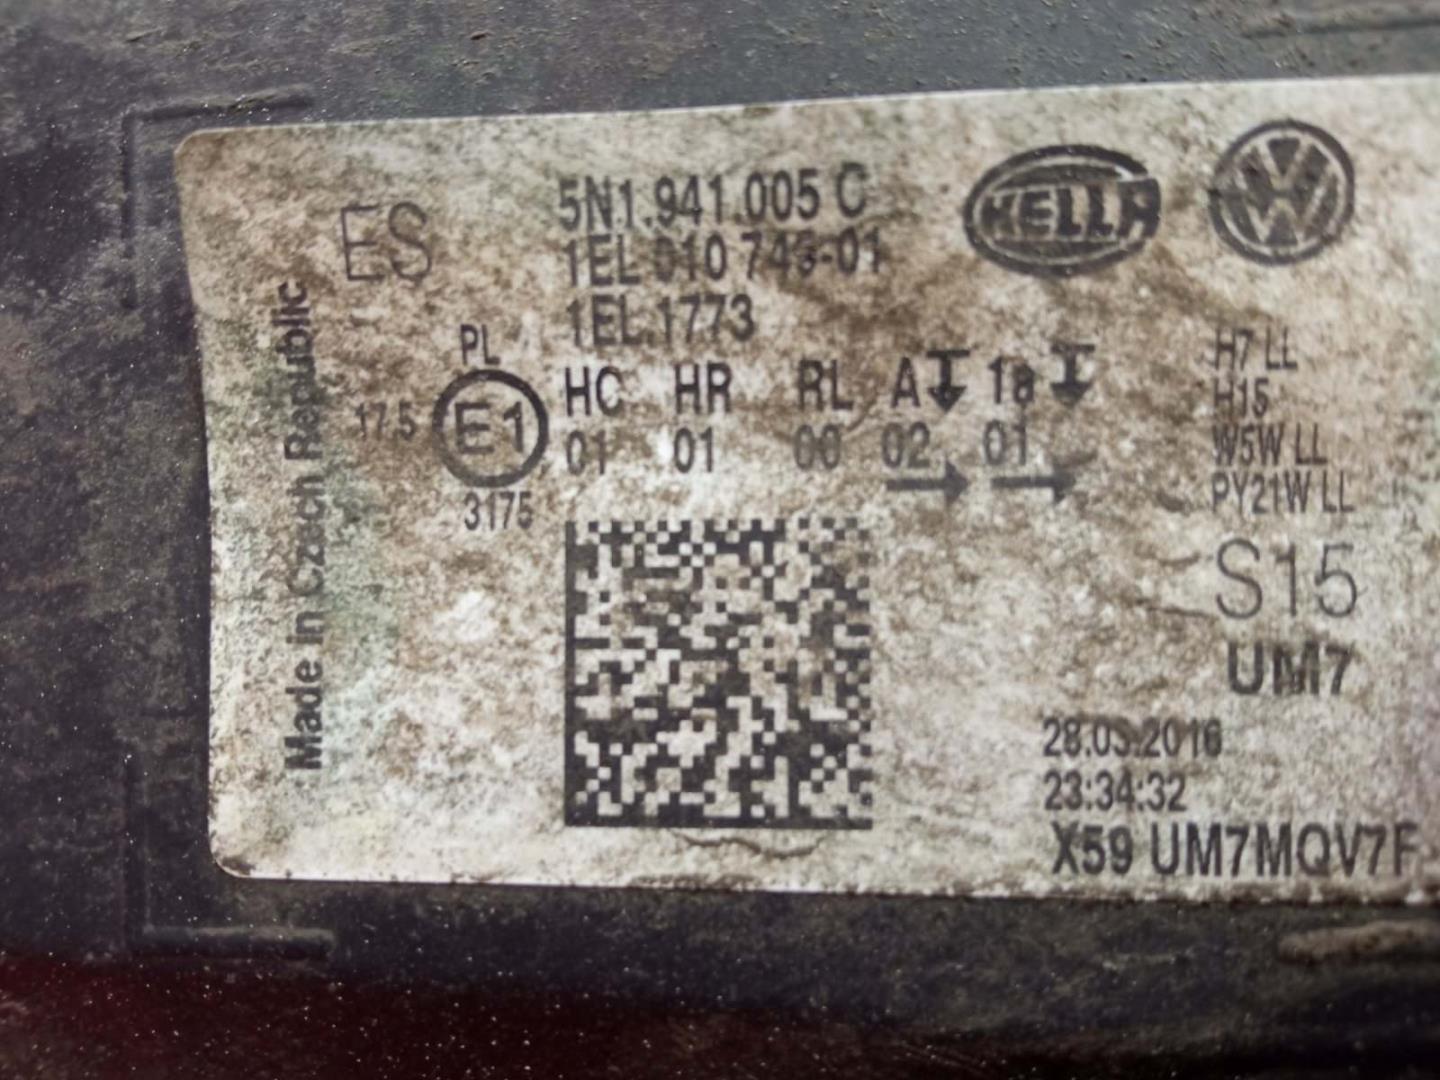 ES
5N1.941.005 C
HELLA
1EL 010 743-01
1EL.1773
PL
17.5
E1
3175
HC HR RL A 1a
01 01 00 02 01
H7 LL
H15
W5W LL
PY21W LL
S15
UM7
28.03.2016
23:34:32
X59 UM7MQV7F
Made in Czech Republic